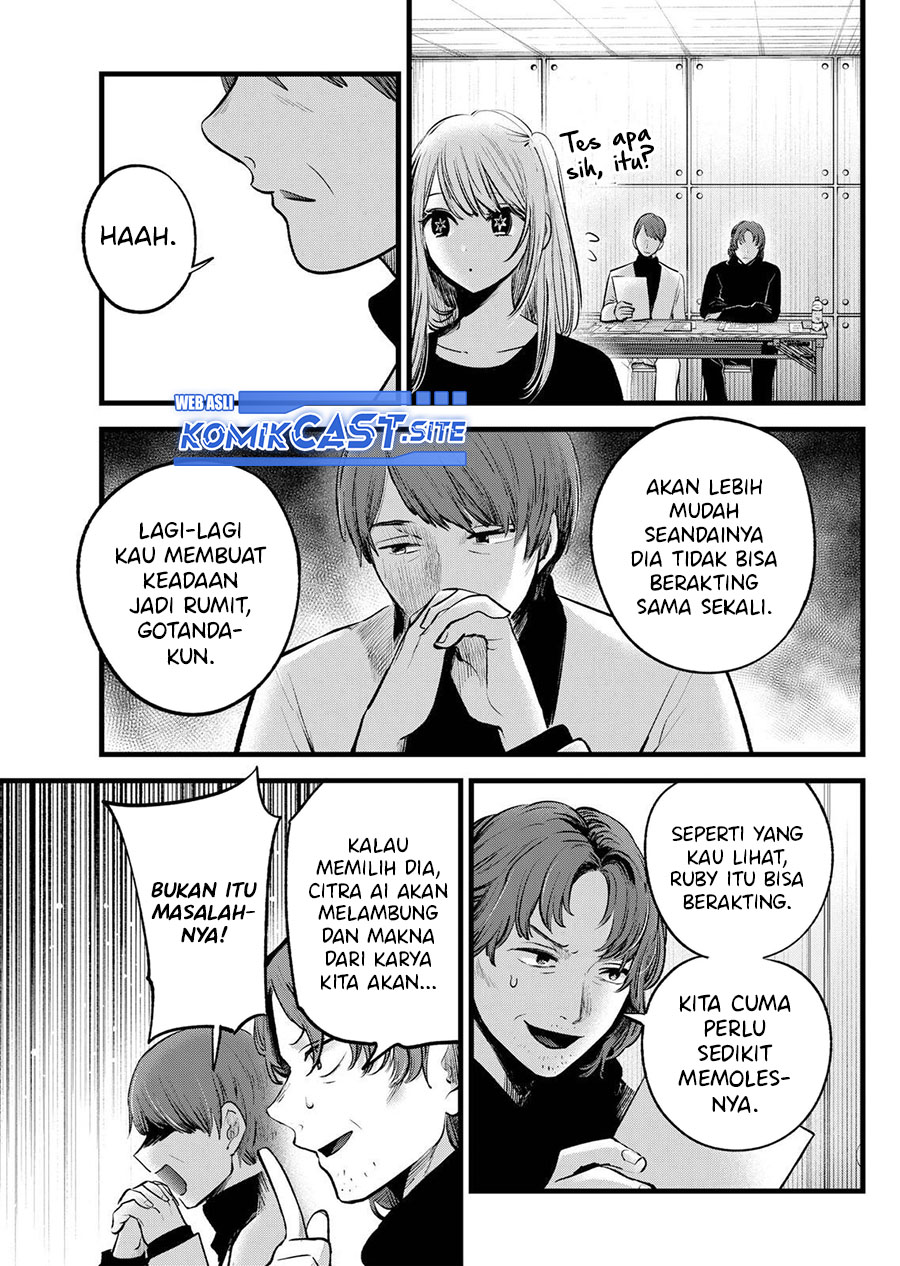 Tes apa
sih, itu?
HAAH.
WEB ASLI
KOMIKCAST.SITE
AKAN LEBIH
MUDAH
SEANDAINYA
DIA TIDAK BISA
BERAKTING
SAMA SEKALI.
LAGI-LAGI
KAU MEMBUAT
KEADAAN
JADI RUMIT,
GOTANDA-
KUN.
SEPERTI YANG
KAU LIHAT,
RUBY ITU BISA
BERAKTING.
KITA CUMA
PERLU
SEDIKIT
MEMOLES-
NYA.
KALAU
MEMILIH DIA,
CITRA AI AKAN
MELAMBUNG
DAN MAKNA
DARI KARYA
KITA AKAN...
BUKAN ITU
MASALAH-
NYA!